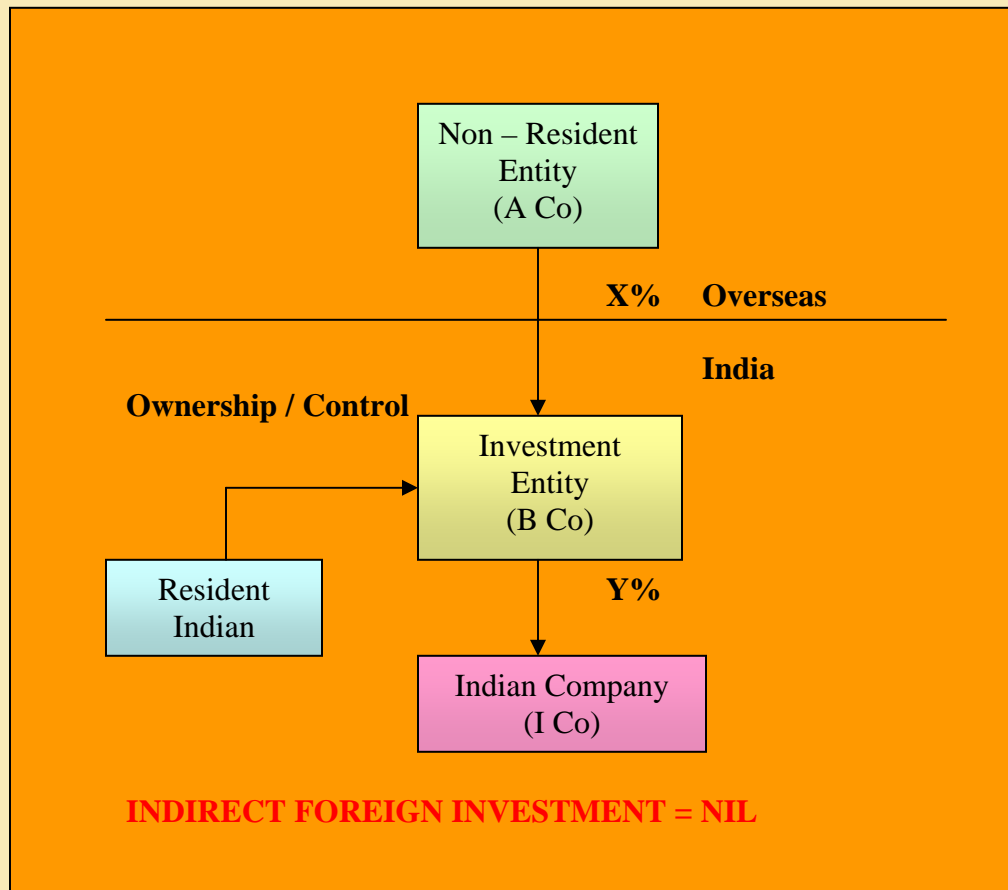 Non – Resident
Entity
(A Co)
X% Overseas
India
Ownership / Control
Investment
Entity
(B Co)
Resident
Indian
Y%
Indian Company
(I Co)
INDIRECT FOREIGN INVESTMENT = NIL